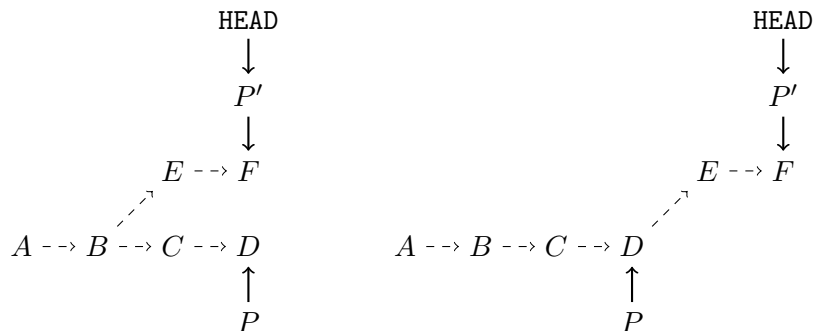 HEAD HEAD
P′ P′
E F E F
A B C D A B C D
P P